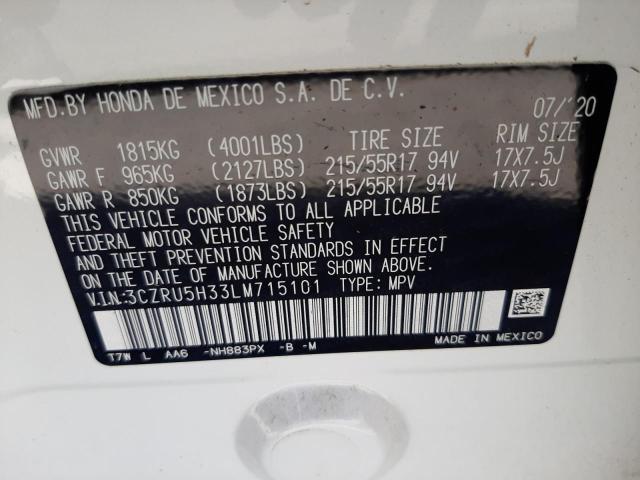 MFD.BY HONDA DE MEXICO S.A. DE C.V. 07/'20
GVWR 1815KG (4001LBS) TIRE SIZE RIM SIZE
GAWR F 965KG (2127LBS) 215/55R17 94V 17X7.5J
GAWR R 850KG (1873LBS) 215/55R17 94V 17X7.5J
THIS VEHICLE CONFORMS TO ALL APPLICABLE
FEDERAL MOTOR VEHICLE SAFETY
AND THEFT PREVENTION STANDARDS IN EFFECT
ON THE DATE OF MANUFACTURE SHOWN ABOVE.
V.I.N:3CZRU5H33LM715101 TYPE: MPV
T7W L AA6 -NH883PX -B -M MADE IN MEXICO